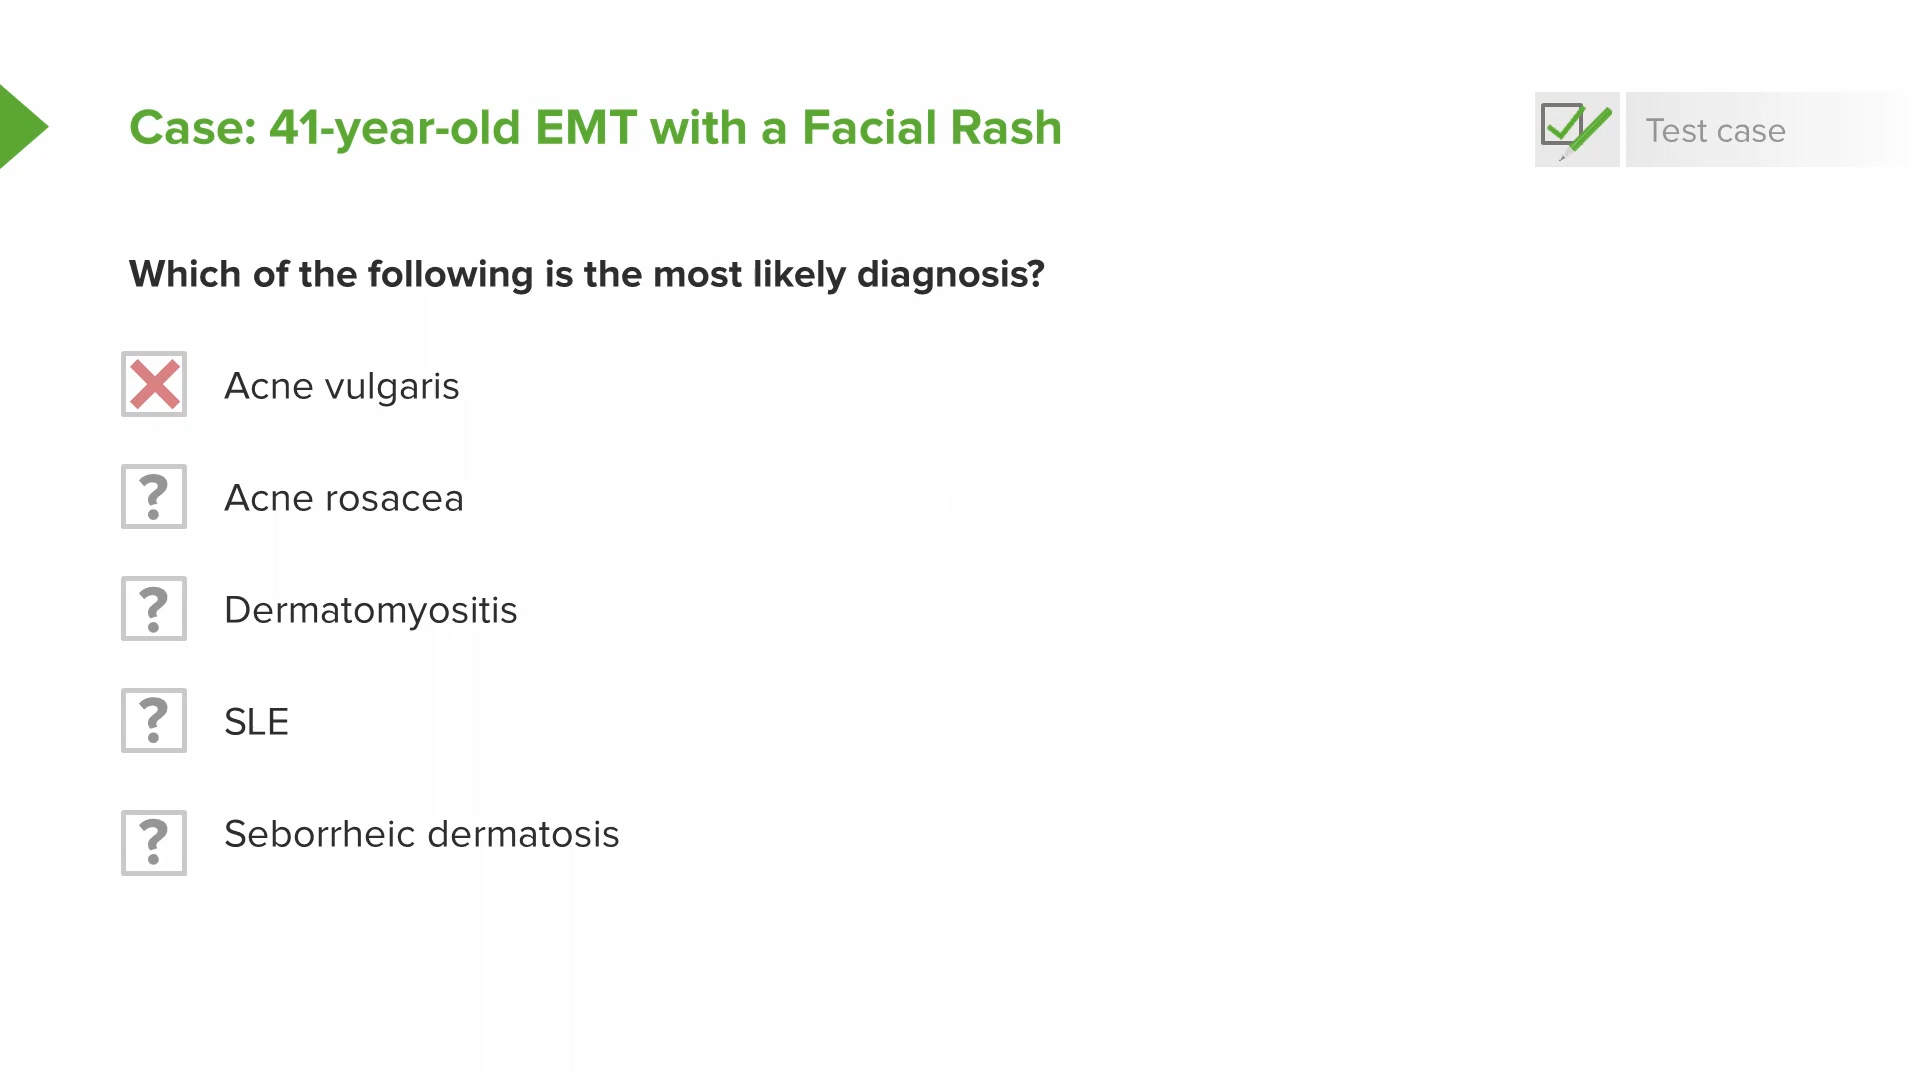 Case: 41-year-old EMT with a Facial Rash
Test case
Which of the following is the most likely diagnosis?
Acne vulgaris
? Acne rosacea
? Dermatomyositis
? SLE
? Seborrheic dermatosis